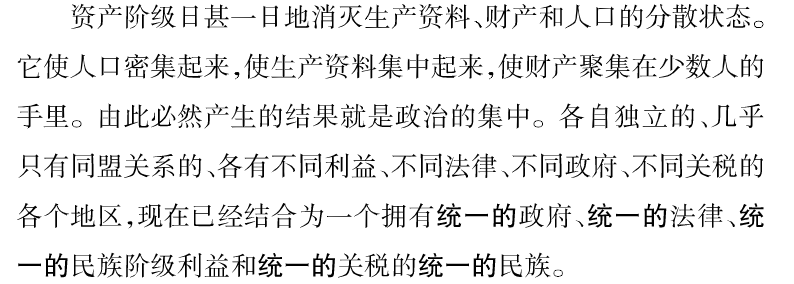 资产阶级日甚一日地消灭生产资料、财产和人口的分散状态。
它使人口密集起来,使生产资料集中起来,使财产聚集在少数人的
手里。由此必然产生的结果就是政治的集中。各自独立的、几乎
只有同盟关系的、各有不同利益、不同法律、不同政府、不同关税的
各个地区,现在已经结合为一个拥有统一的政府、统一的法律、统
一的民族阶级利益和统一的关税的统一的民族。